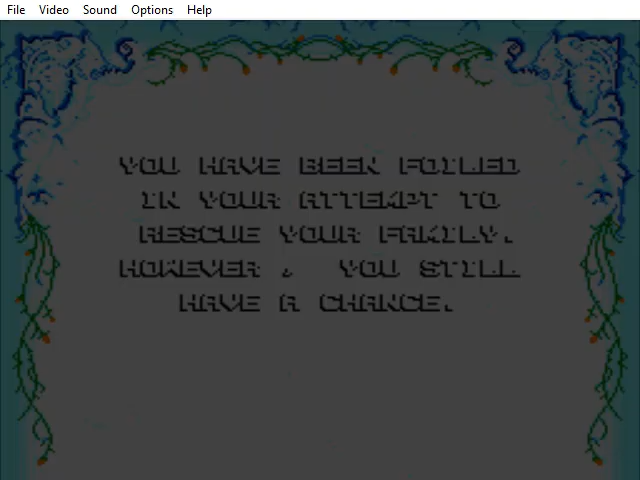 File Video Sound Options Help
YOU HAVE BEEN FOILED
IN YOUR ATTEMPT TO
RESCUE YOUR FAMILY.
HOWEVER , YOU STILL
HAVE A CHANCE.